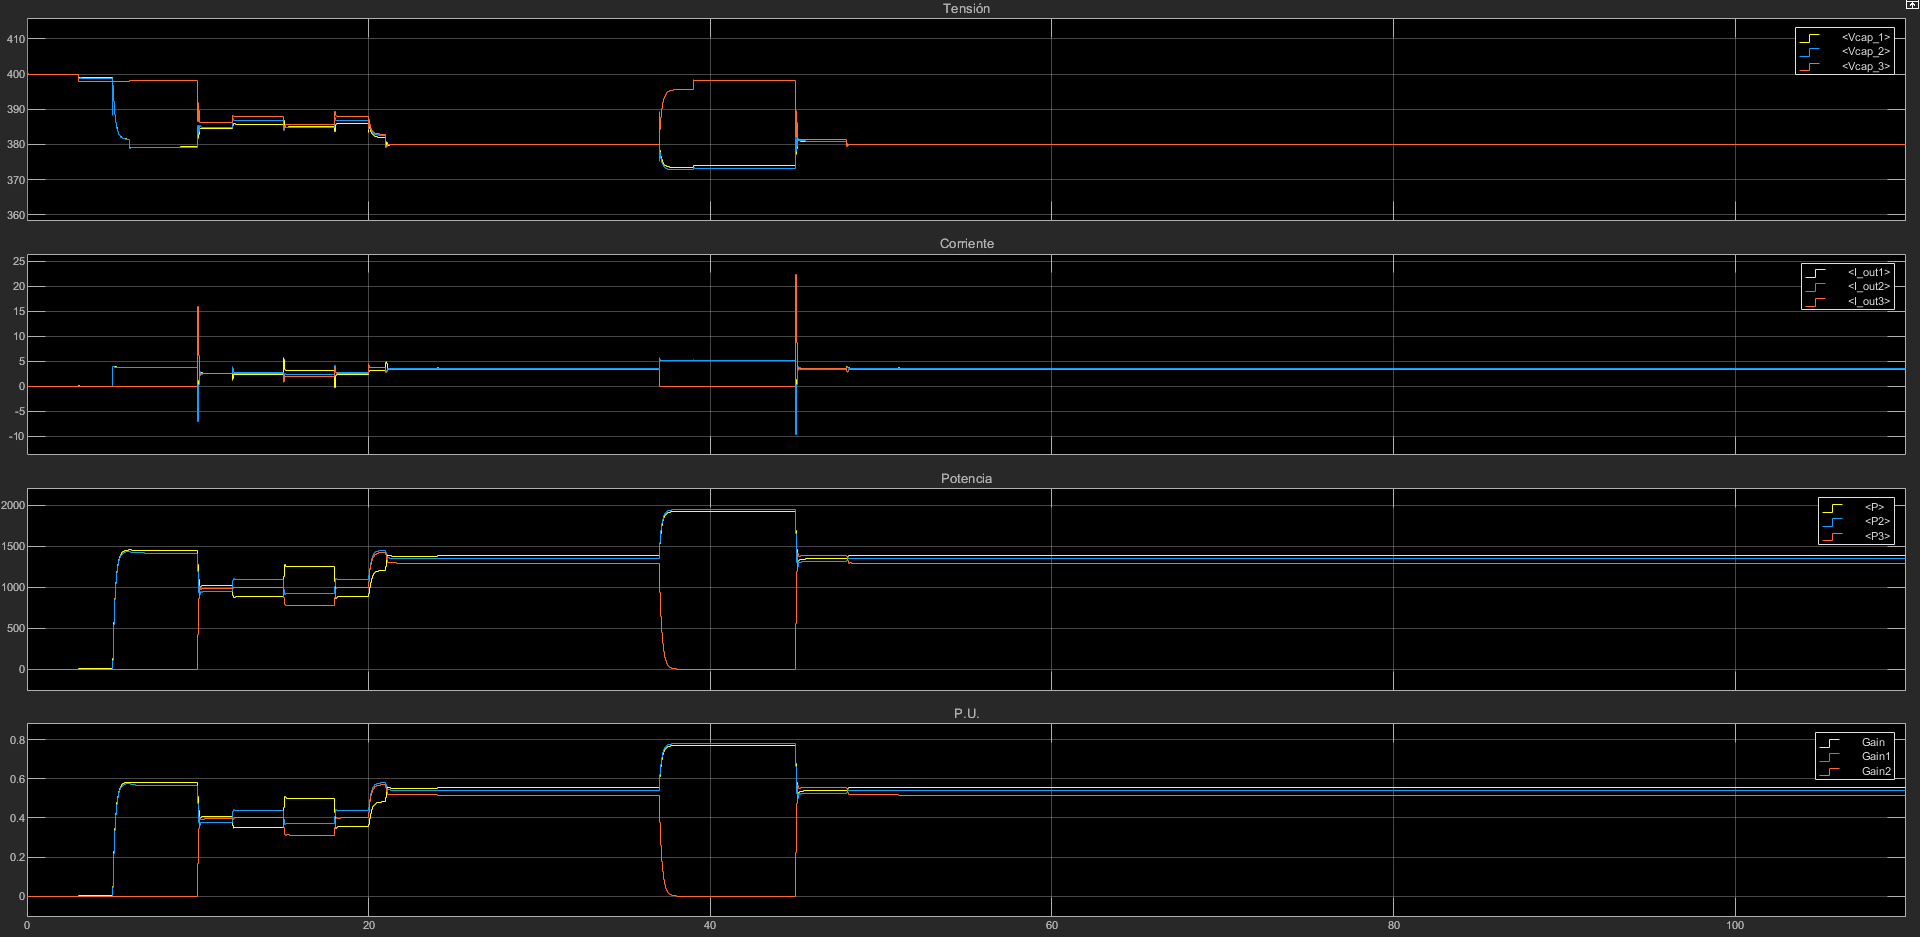 Tensión
410
400
390
380
370
360
<Vcap_1>
<Vcap_2>
<Vcap_3>
Corriente
25
20
15
10
5
0
-5
-10
<I_out1>
<I_out2>
<I_out3>
Potencia
2000
1500
1000
500
0
<P>
<P2>
<P3>
P.U.
0.8
0.6
0.4
0.2
0
Gain
Gain1
Gain2
0 20 40 60 80 100